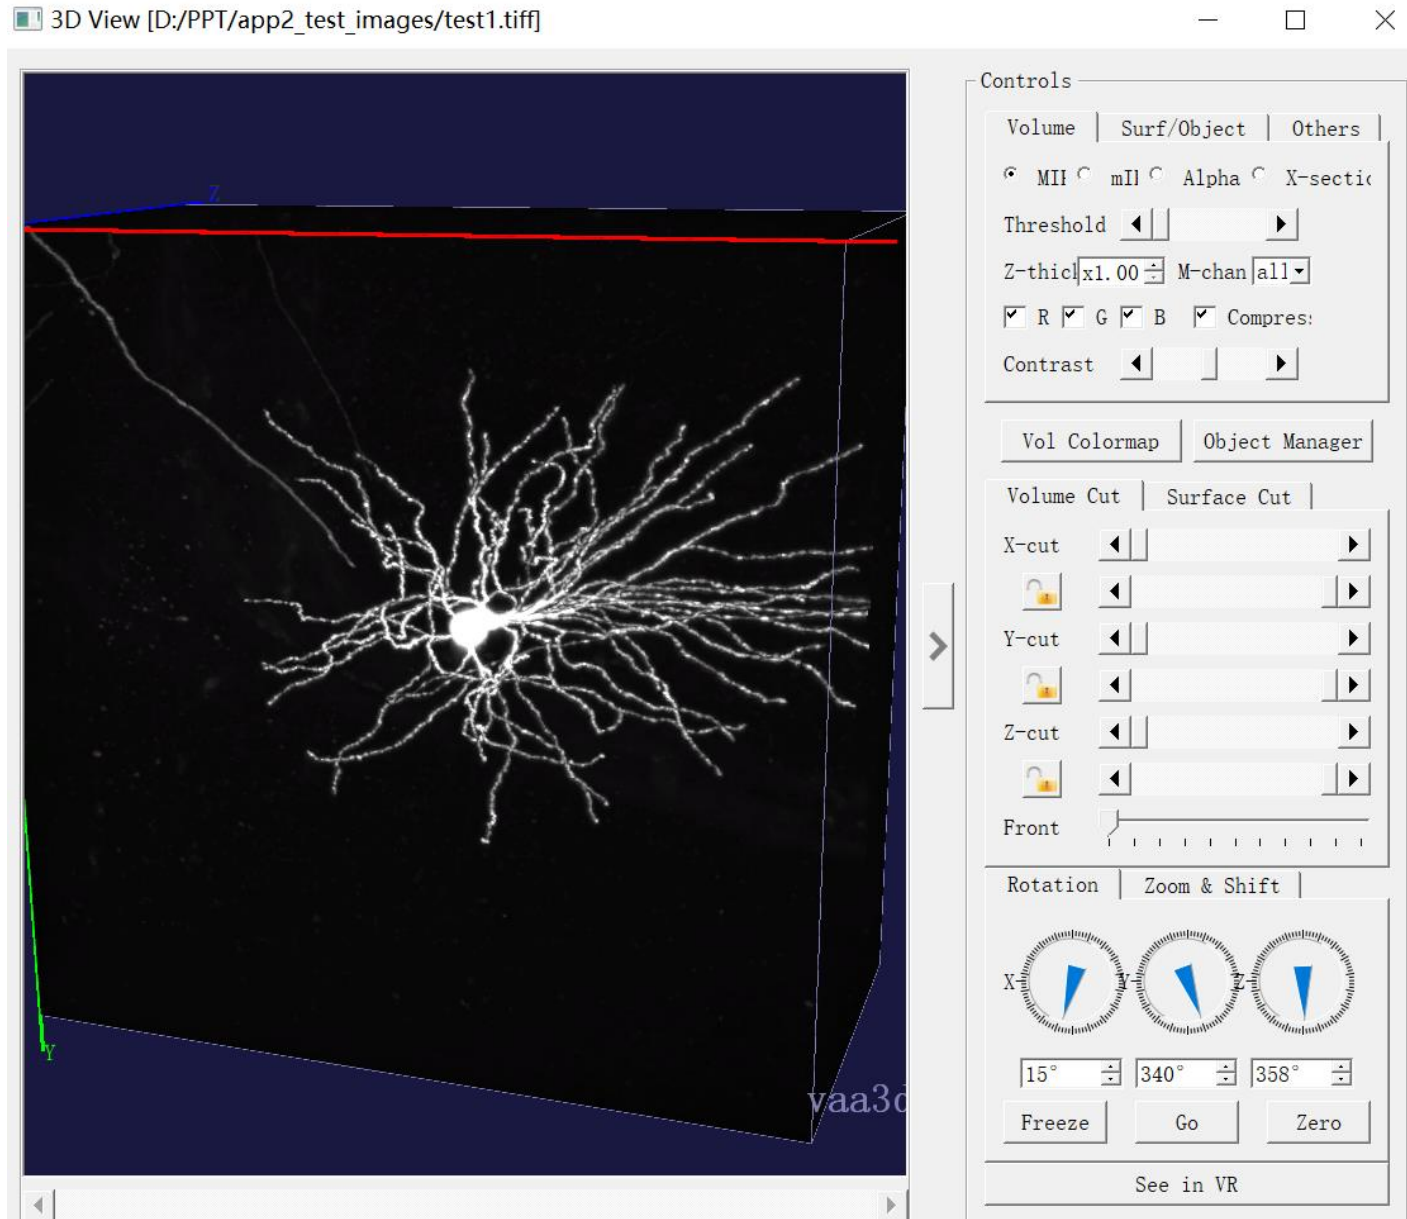 3D View [D:/PPT/app2_test_images/test1.tiff]
Controls
Volume Surf/Object Others
MII mII Alpha X-sectic
Threshold
Z-thicl x1.00 M-chan all
R G B Compres:
Contrast
Vol Colormap Object Manager
Volume Cut Surface Cut
X-cut
Y-cut
Z-cut
Front
Rotation Zoom & Shift
X Y Z
15° 340° 358°
Freeze Go Zero
See in VR
Z
Y
vaa3d